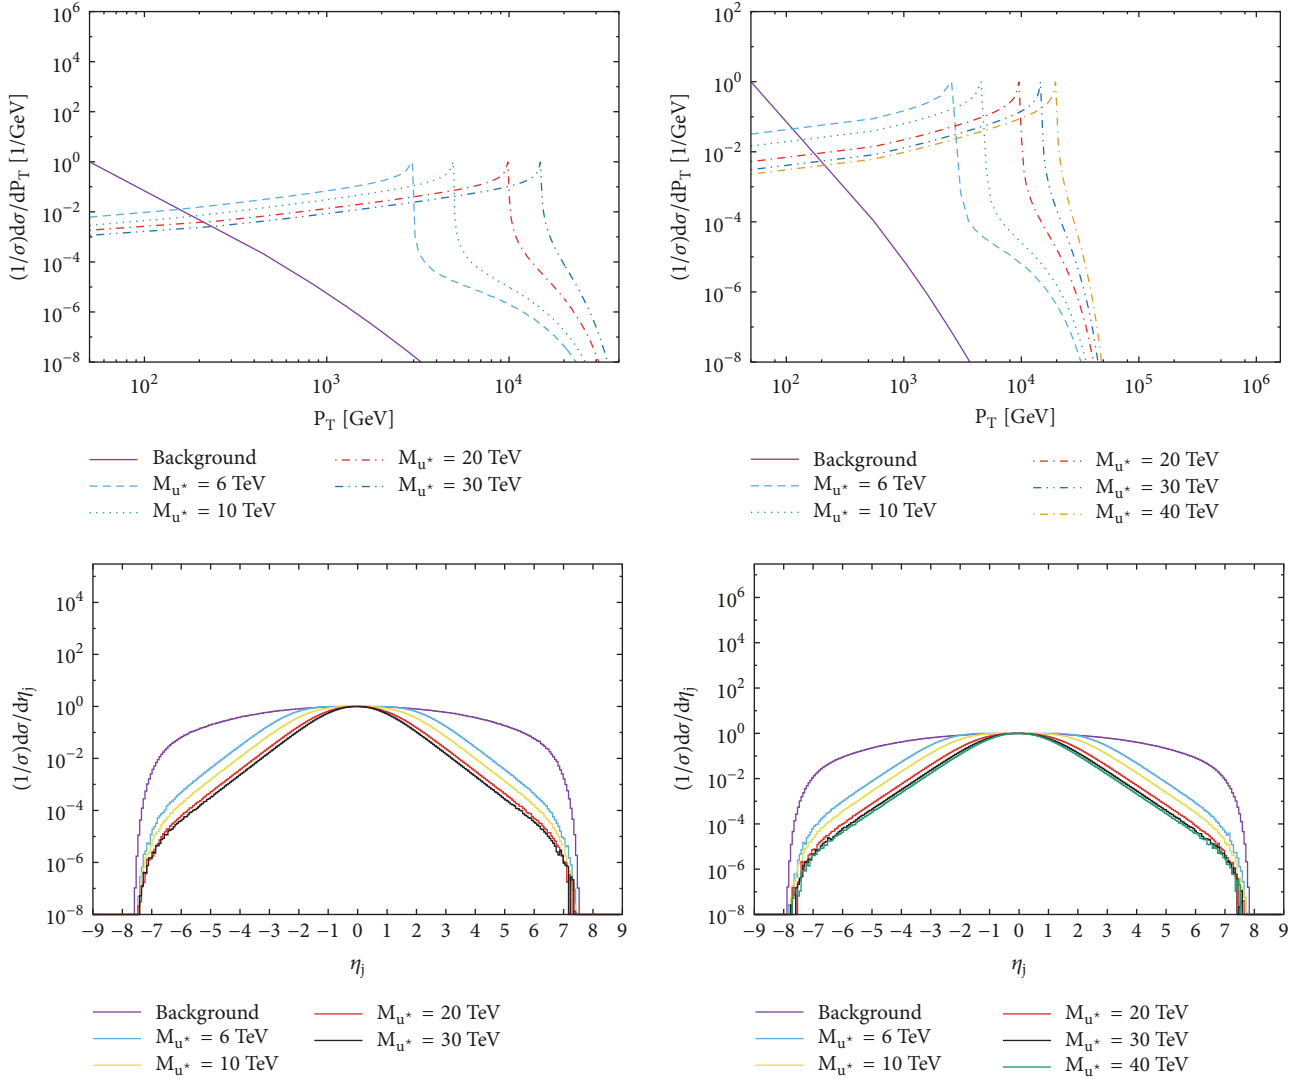 10^6
10^4
10^2
10^0
10^−2
10^−4
10^−6
10^−8
(1/σ)dσ/dP_T [1/GeV]
10^2 10^3 10^4
P_T [GeV]
Background
M_u⋆ = 6 TeV
M_u⋆ = 10 TeV
M_u⋆ = 20 TeV
M_u⋆ = 30 TeV
10^2
10^0
10^−2
10^−4
10^−6
10^−8
(1/σ)dσ/dP_T [1/GeV]
10^2 10^3 10^4 10^5 10^6
P_T [GeV]
Background
M_u⋆ = 6 TeV
M_u⋆ = 10 TeV
M_u⋆ = 20 TeV
M_u⋆ = 30 TeV
M_u⋆ = 40 TeV
10^4
10^2
10^0
10^−2
10^−4
10^−6
10^−8
(1/σ)dσ/dη_j
−9 −8 −7 −6 −5 −4 −3 −2 −1 0 1 2 3 4 5 6 7 8 9
η_j
Background
M_u⋆ = 6 TeV
M_u⋆ = 10 TeV
M_u⋆ = 20 TeV
M_u⋆ = 30 TeV
10^6
10^4
10^2
10^0
10^−2
10^−4
10^−6
10^−8
(1/σ)dσ/dη_j
−9 −8 −7 −6 −5 −4 −3 −2 −1 0 1 2 3 4 5 6 7 8 9
η_j
Background
M_u⋆ = 6 TeV
M_u⋆ = 10 TeV
M_u⋆ = 20 TeV
M_u⋆ = 30 TeV
M_u⋆ = 40 TeV